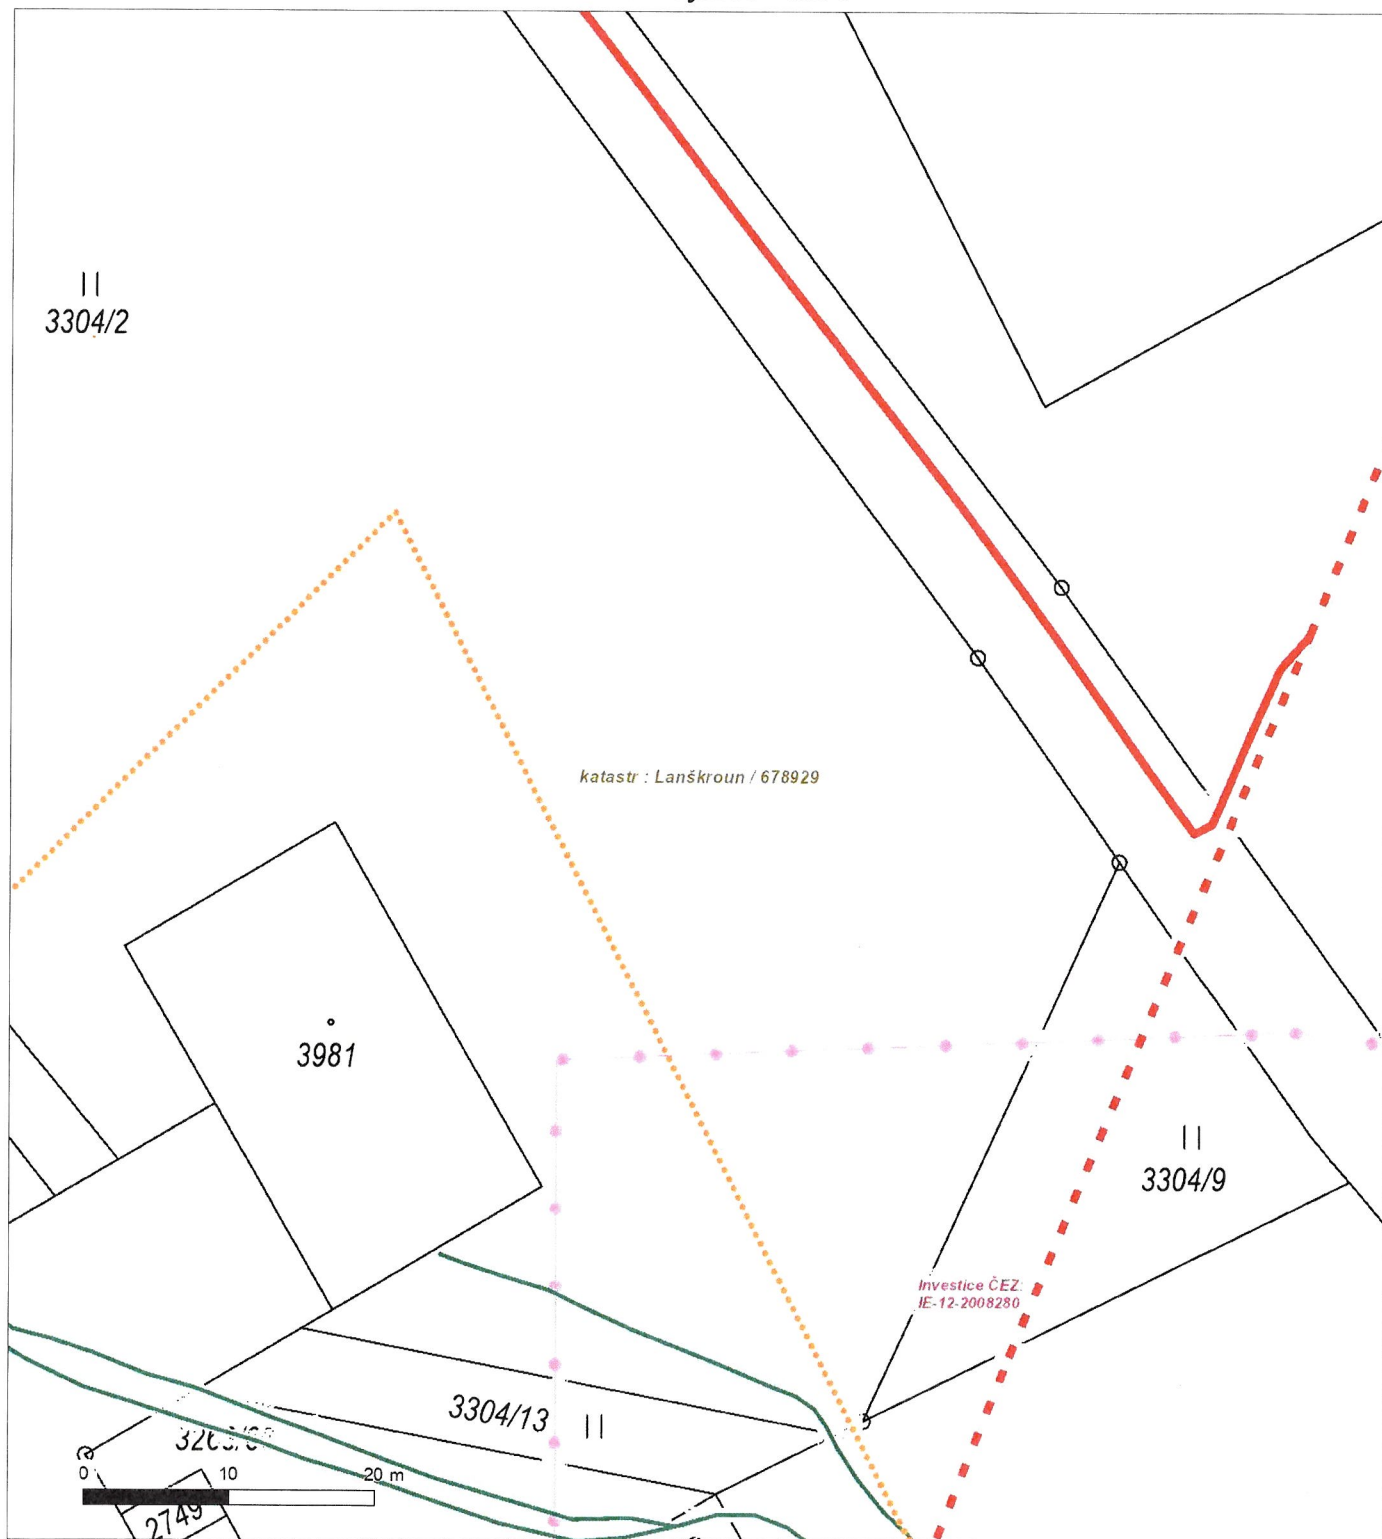 3304/2
katastr : Lanškroun / 678929
3981
3304/9
Investice ČEZ:
IE-12-2008280
3304/13
0 10 20 m
2749